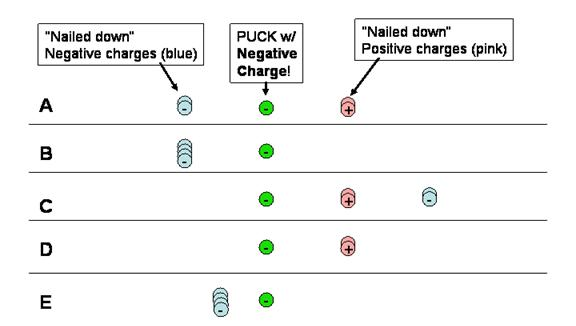 "Nailed down"
Negative charges (blue)
PUCK w/
Negative
Charge!
"Nailed down"
Positive charges (pink)
A
-
-
+
B
-
-
C
-
+
-
D
-
+
E
-
-